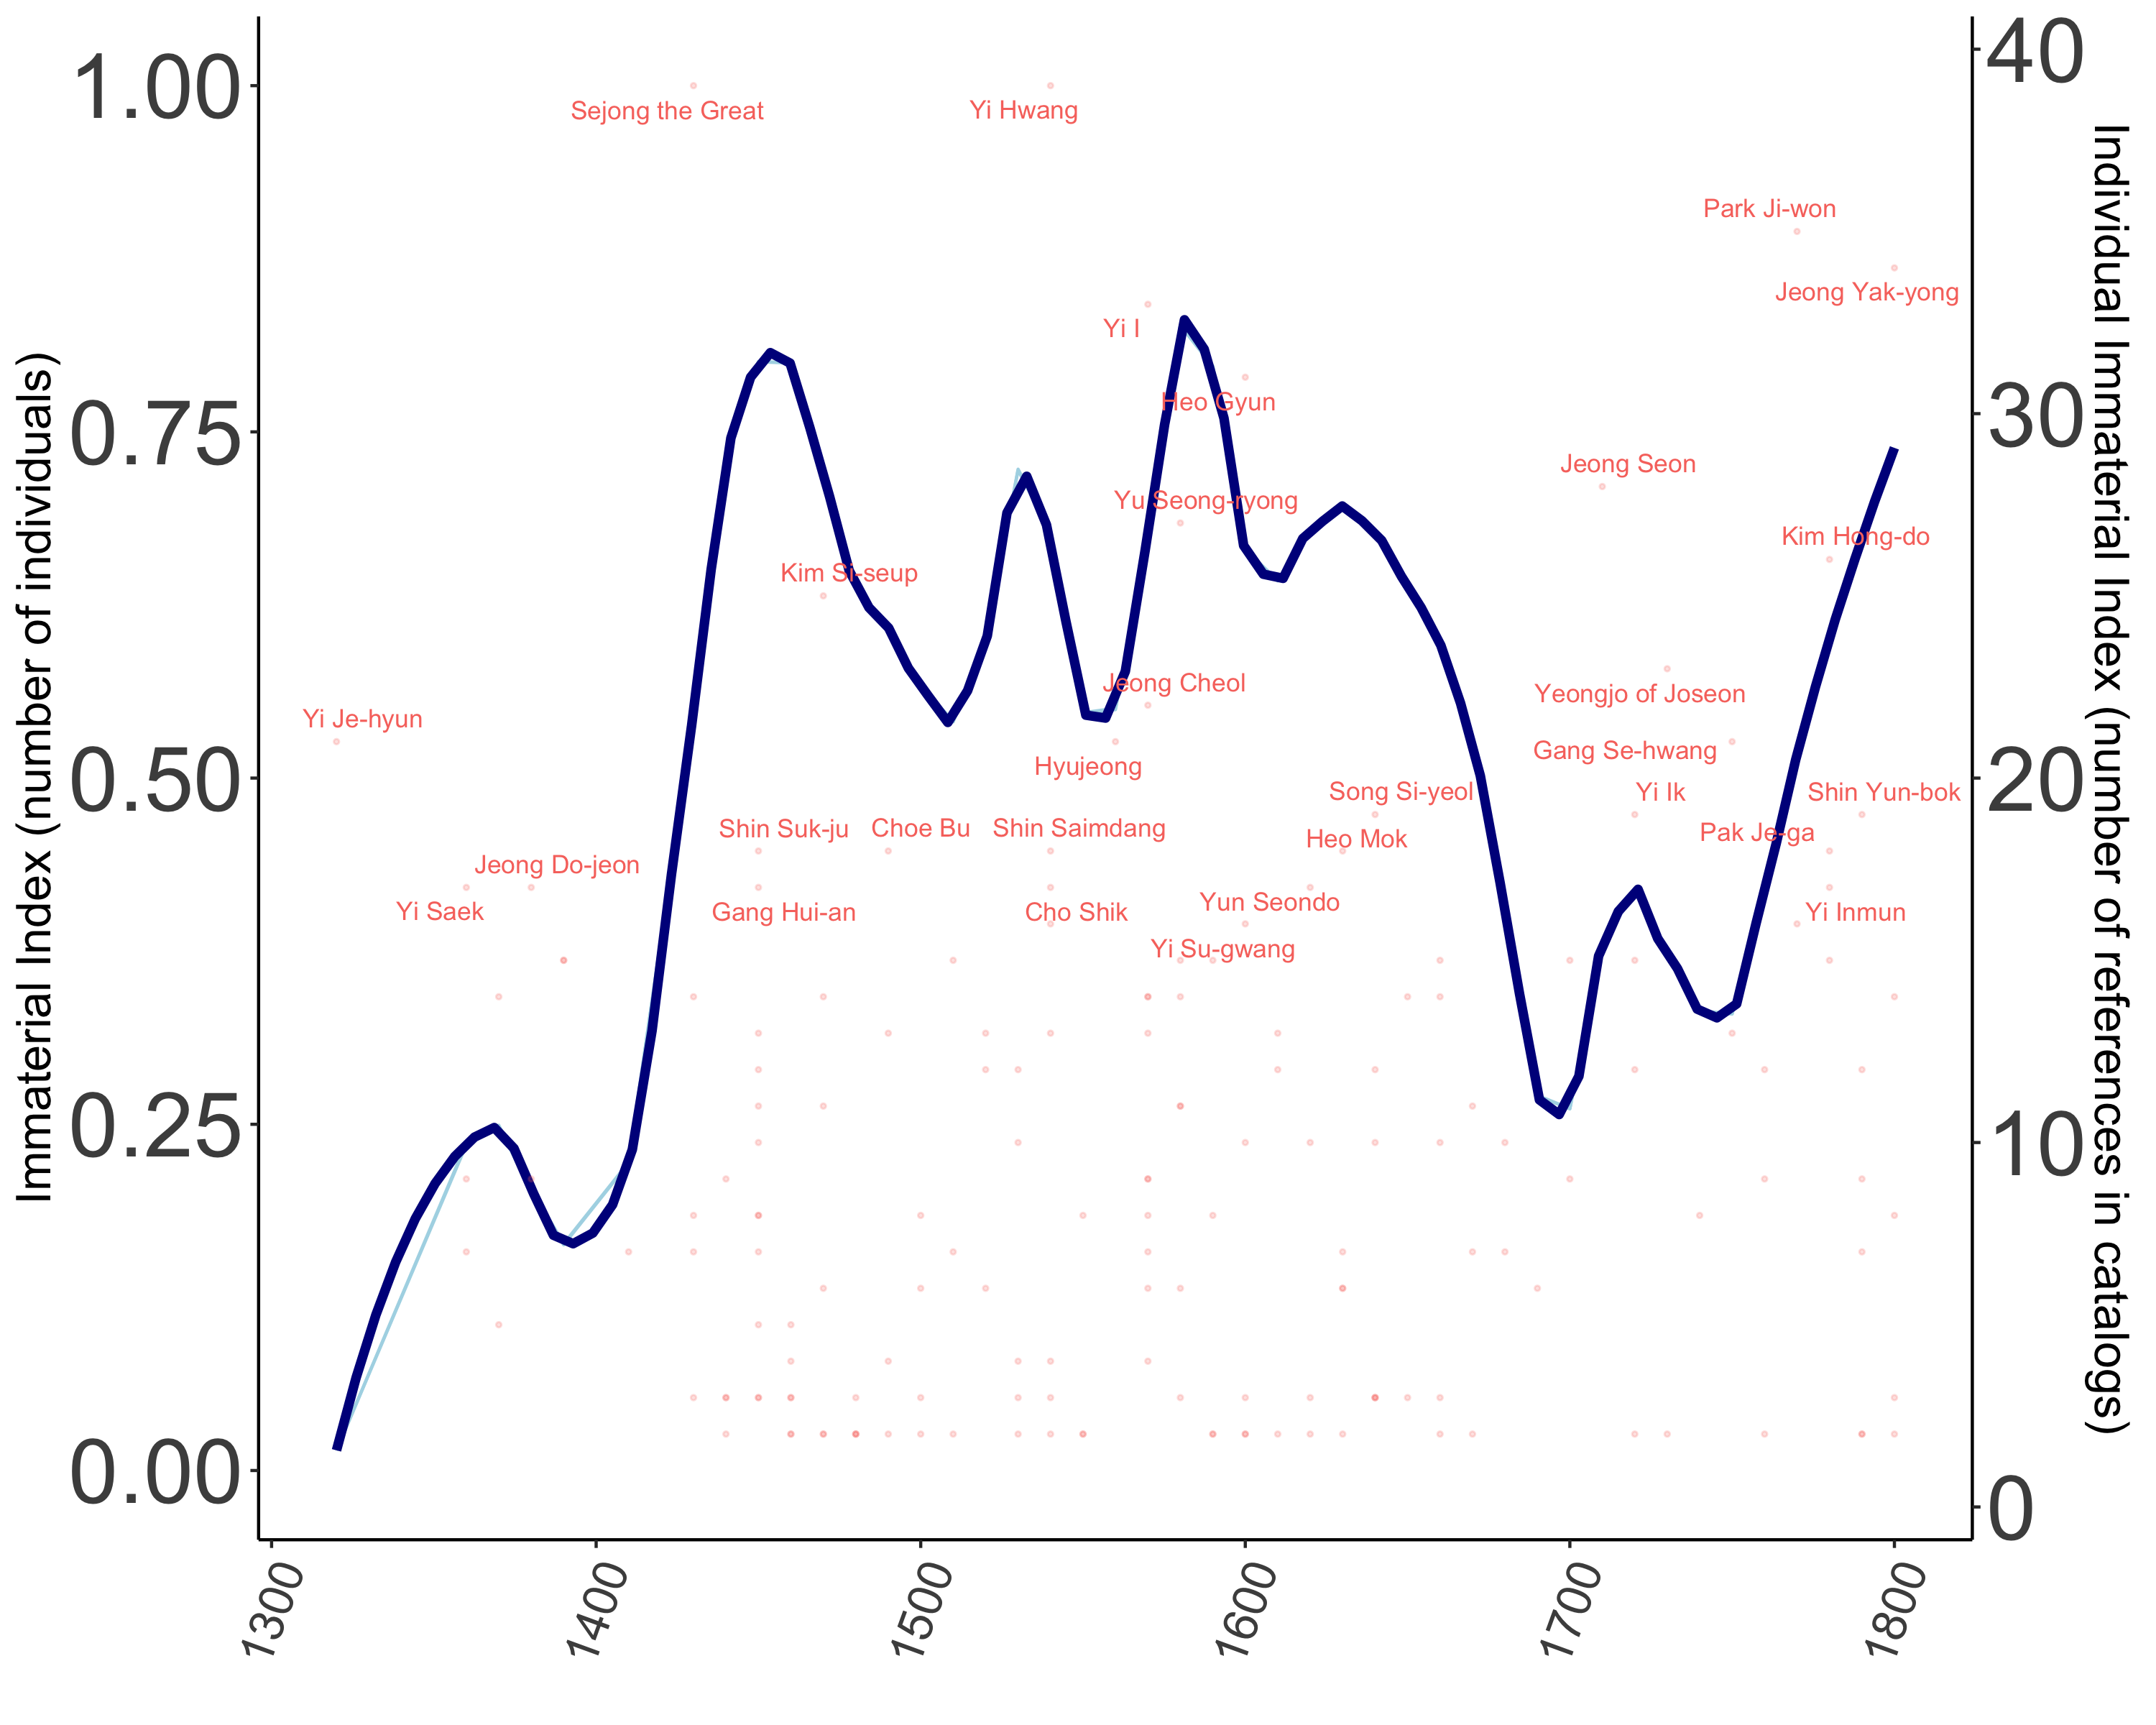 1.00
0.75
0.50
0.25
0.00
Immaterial Index (number of individuals)
40
30
20
10
0
Individual Immaterial Index (number of references in catalogs)
Sejong the Great
Yi Hwang
Park Ji-won
Jeong Yak-yong
Yi I
Heo Gyun
Jeong Seon
Yu Seong-ryong
Kim Hong-do
Kim Si-seup
Jeong Cheol
Yeongjo of Joseon
Yi Je-hyun
Gang Se-hwang
Hyujeong
Song Si-yeol
Yi Ik
Shin Yun-bok
Shin Suk-ju
Choe Bu
Shin Saimdang
Heo Mok
Pak Je-ga
Jeong Do-jeon
Yi Saek
Gang Hui-an
Cho Shik
Yun Seondo
Yi Inmun
Yi Su-gwang
1300
1400
1500
1600
1700
1800